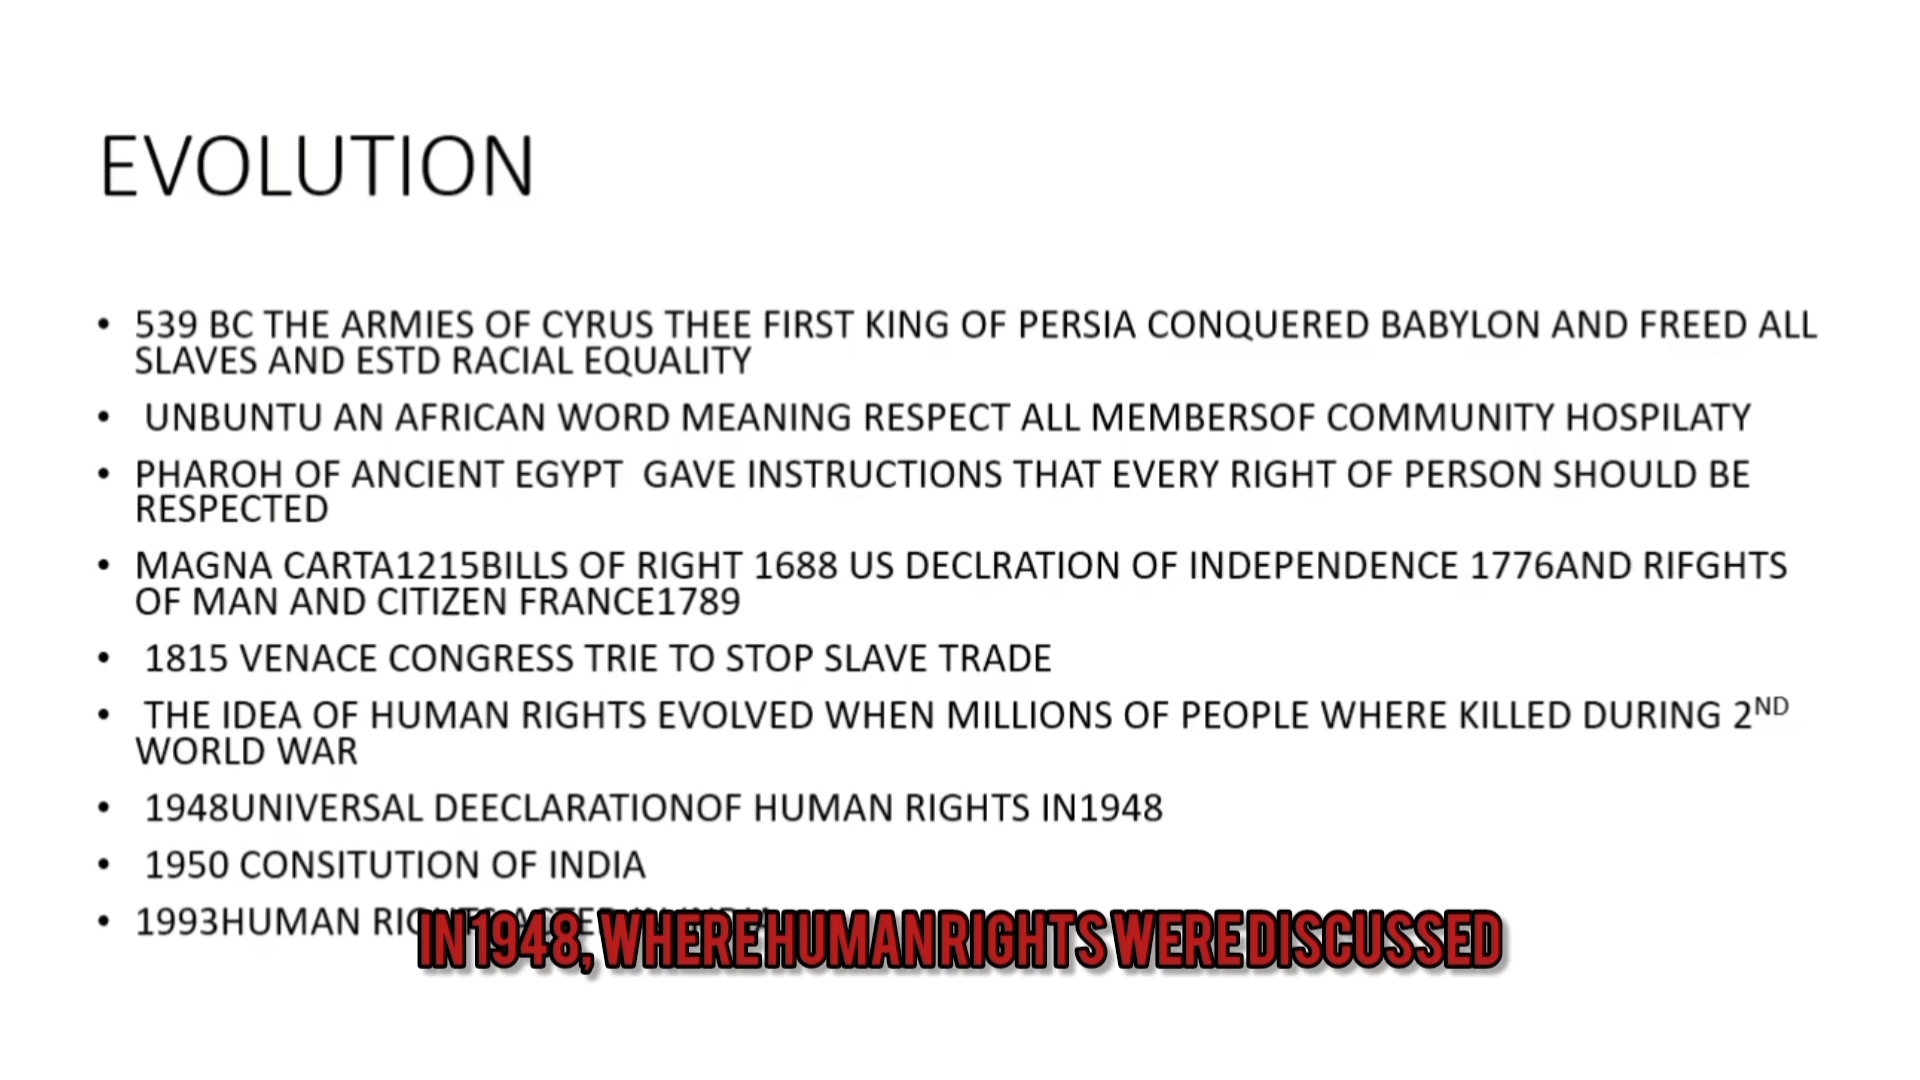 EVOLUTION
• 539 BC THE ARMIES OF CYRUS THEE FIRST KING OF PERSIA CONQUERED BABYLON AND FREED ALL
SLAVES AND ESTD RACIAL EQUALITY
• UNBUNTU AN AFRICAN WORD MEANING RESPECT ALL MEMBERSOF COMMUNITY HOSPILATY
• PHAROH OF ANCIENT EGYPT GAVE INSTRUCTIONS THAT EVERY RIGHT OF PERSON SHOULD BE
RESPECTED
• MAGNA CARTA1215BILLS OF RIGHT 1688 US DECLRATION OF INDEPENDENCE 1776AND RIFGHTS
OF MAN AND CITIZEN FRANCE1789
• 1815 VENACE CONGRESS TRIE TO STOP SLAVE TRADE
• THE IDEA OF HUMAN RIGHTS EVOLVED WHEN MILLIONS OF PEOPLE WHERE KILLED DURING 2ND
WORLD WAR
• 1948UNIVERSAL DEECLARATIONOF HUMAN RIGHTS IN1948
• 1950 CONSITUTION OF INDIA
• 1993HUMAN
IN 1948, WHERE HUMAN RIGHTS WERE DISCUSSED